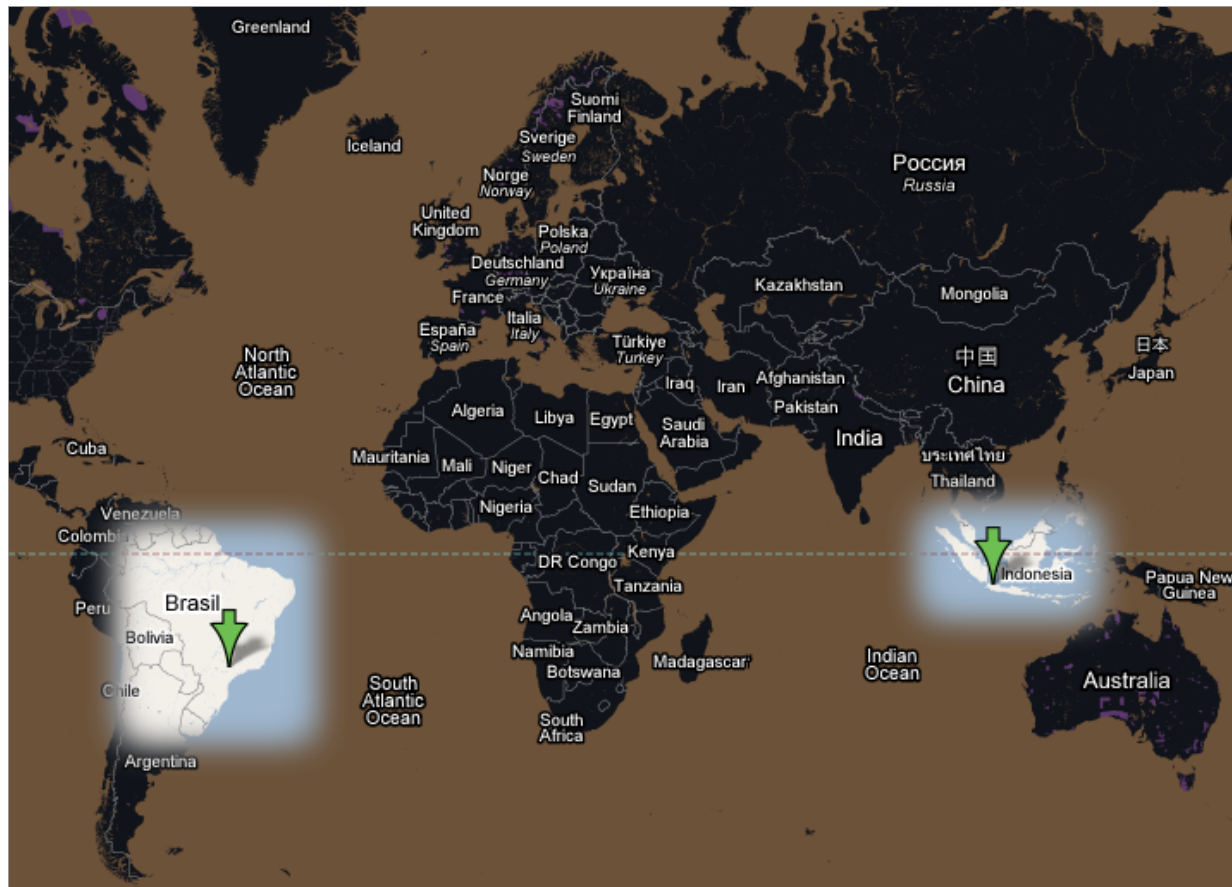 Greenland
Iceland
Suomi
Finland
Sverige
Sweden
Norge
Norway
Россия
Russia
United
Kingdom
Polska
Poland
Deutschland
Germany
Україна
Ukraine
France
Kazakhstan
Mongolia
Italia
Italy
España
Spain
Türkiye
Turkey
North
Atlantic
Ocean
中国
China
日本
Japan
Iraq
Iran
Afghanistan
Pakistan
Algeria
Libya
Egypt
Saudi
Arabia
India
Cuba
Mauritania
Mali
Niger
Chad
Sudan
ประเทศไทย
Thailand
Venezuela
Colombia
Nigeria
Ethiopia
DR Congo
Kenya
Indonesia
Tanzania
Papua New
Guinea
Peru
Brasil
Bolivia
Angola
Zambia
Namibia
Botswana
Madagascar
Indian
Ocean
Chile
South
Atlantic
Ocean
Australia
South
Africa
Argentina